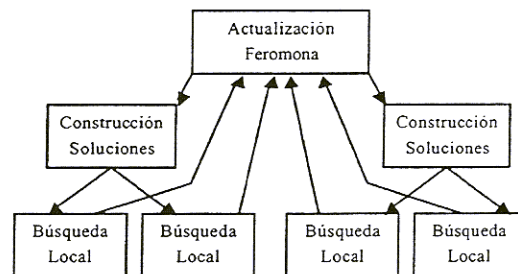 Actualización
Feromona
Construcción
Soluciones
Construcción
Soluciones
Búsqueda
Local
Búsqueda
Local
Búsqueda
Local
Búsqueda
Local